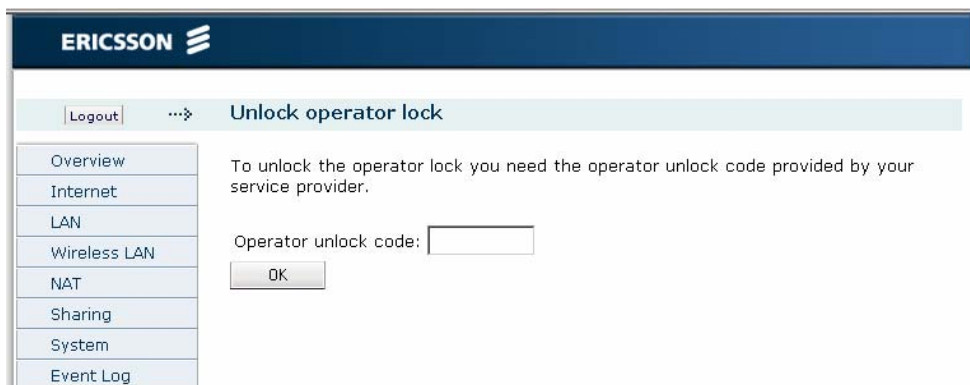 ERICSSON
Logout
Unlock operator lock
Overview
Internet
LAN
Wireless LAN
NAT
Sharing
System
Event Log
To unlock the operator lock you need the operator unlock code provided by your
service provider.
Operator unlock code:
OK